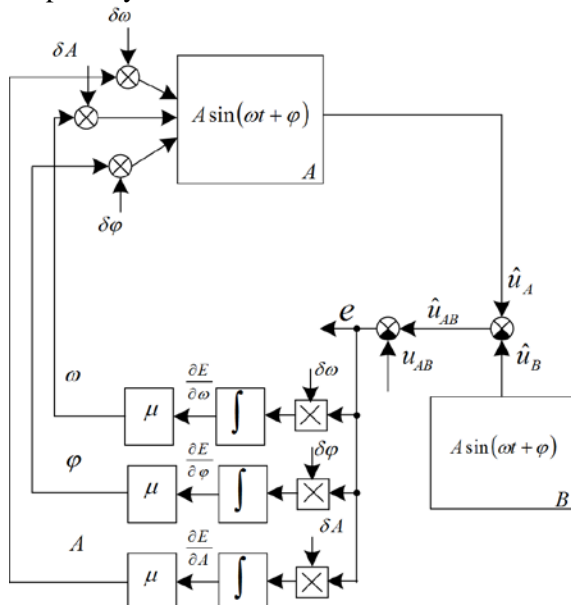 δω
δA
A sin(ωt + φ)
A
δφ
û_A
e
û_AB
u_AB
û_B
ω
∂E/∂ω
μ
∫
δω
×
A sin(ωt + φ)
B
φ
∂E/∂φ
μ
∫
δφ
×
A
∂E/∂A
μ
∫
δA
×